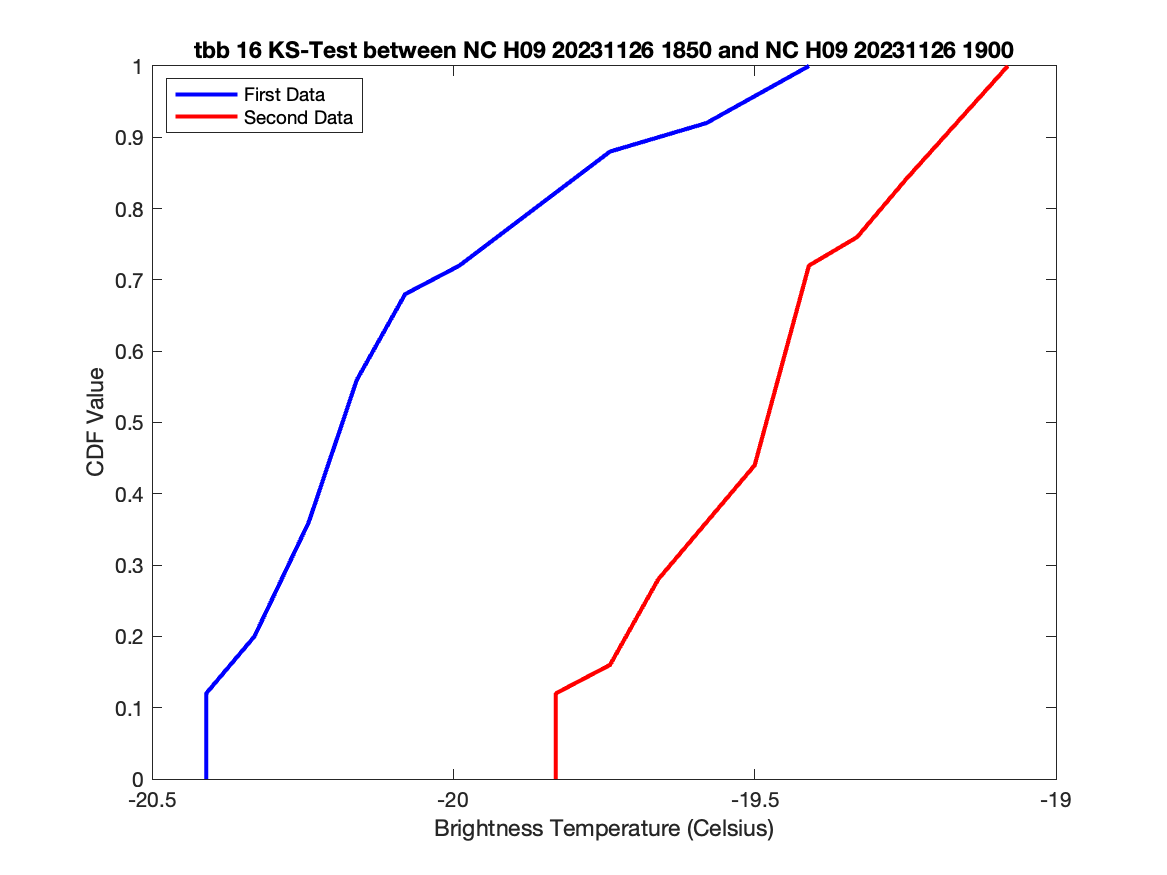 tbb 16 KS-Test between NC H09 20231126 1850 and NC H09 20231126 1900
First Data
Second Data
1
0.9
0.8
0.7
0.6
0.5
0.4
0.3
0.2
0.1
0
CDF Value
-20.5 -20 -19.5 -19
Brightness Temperature (Celsius)